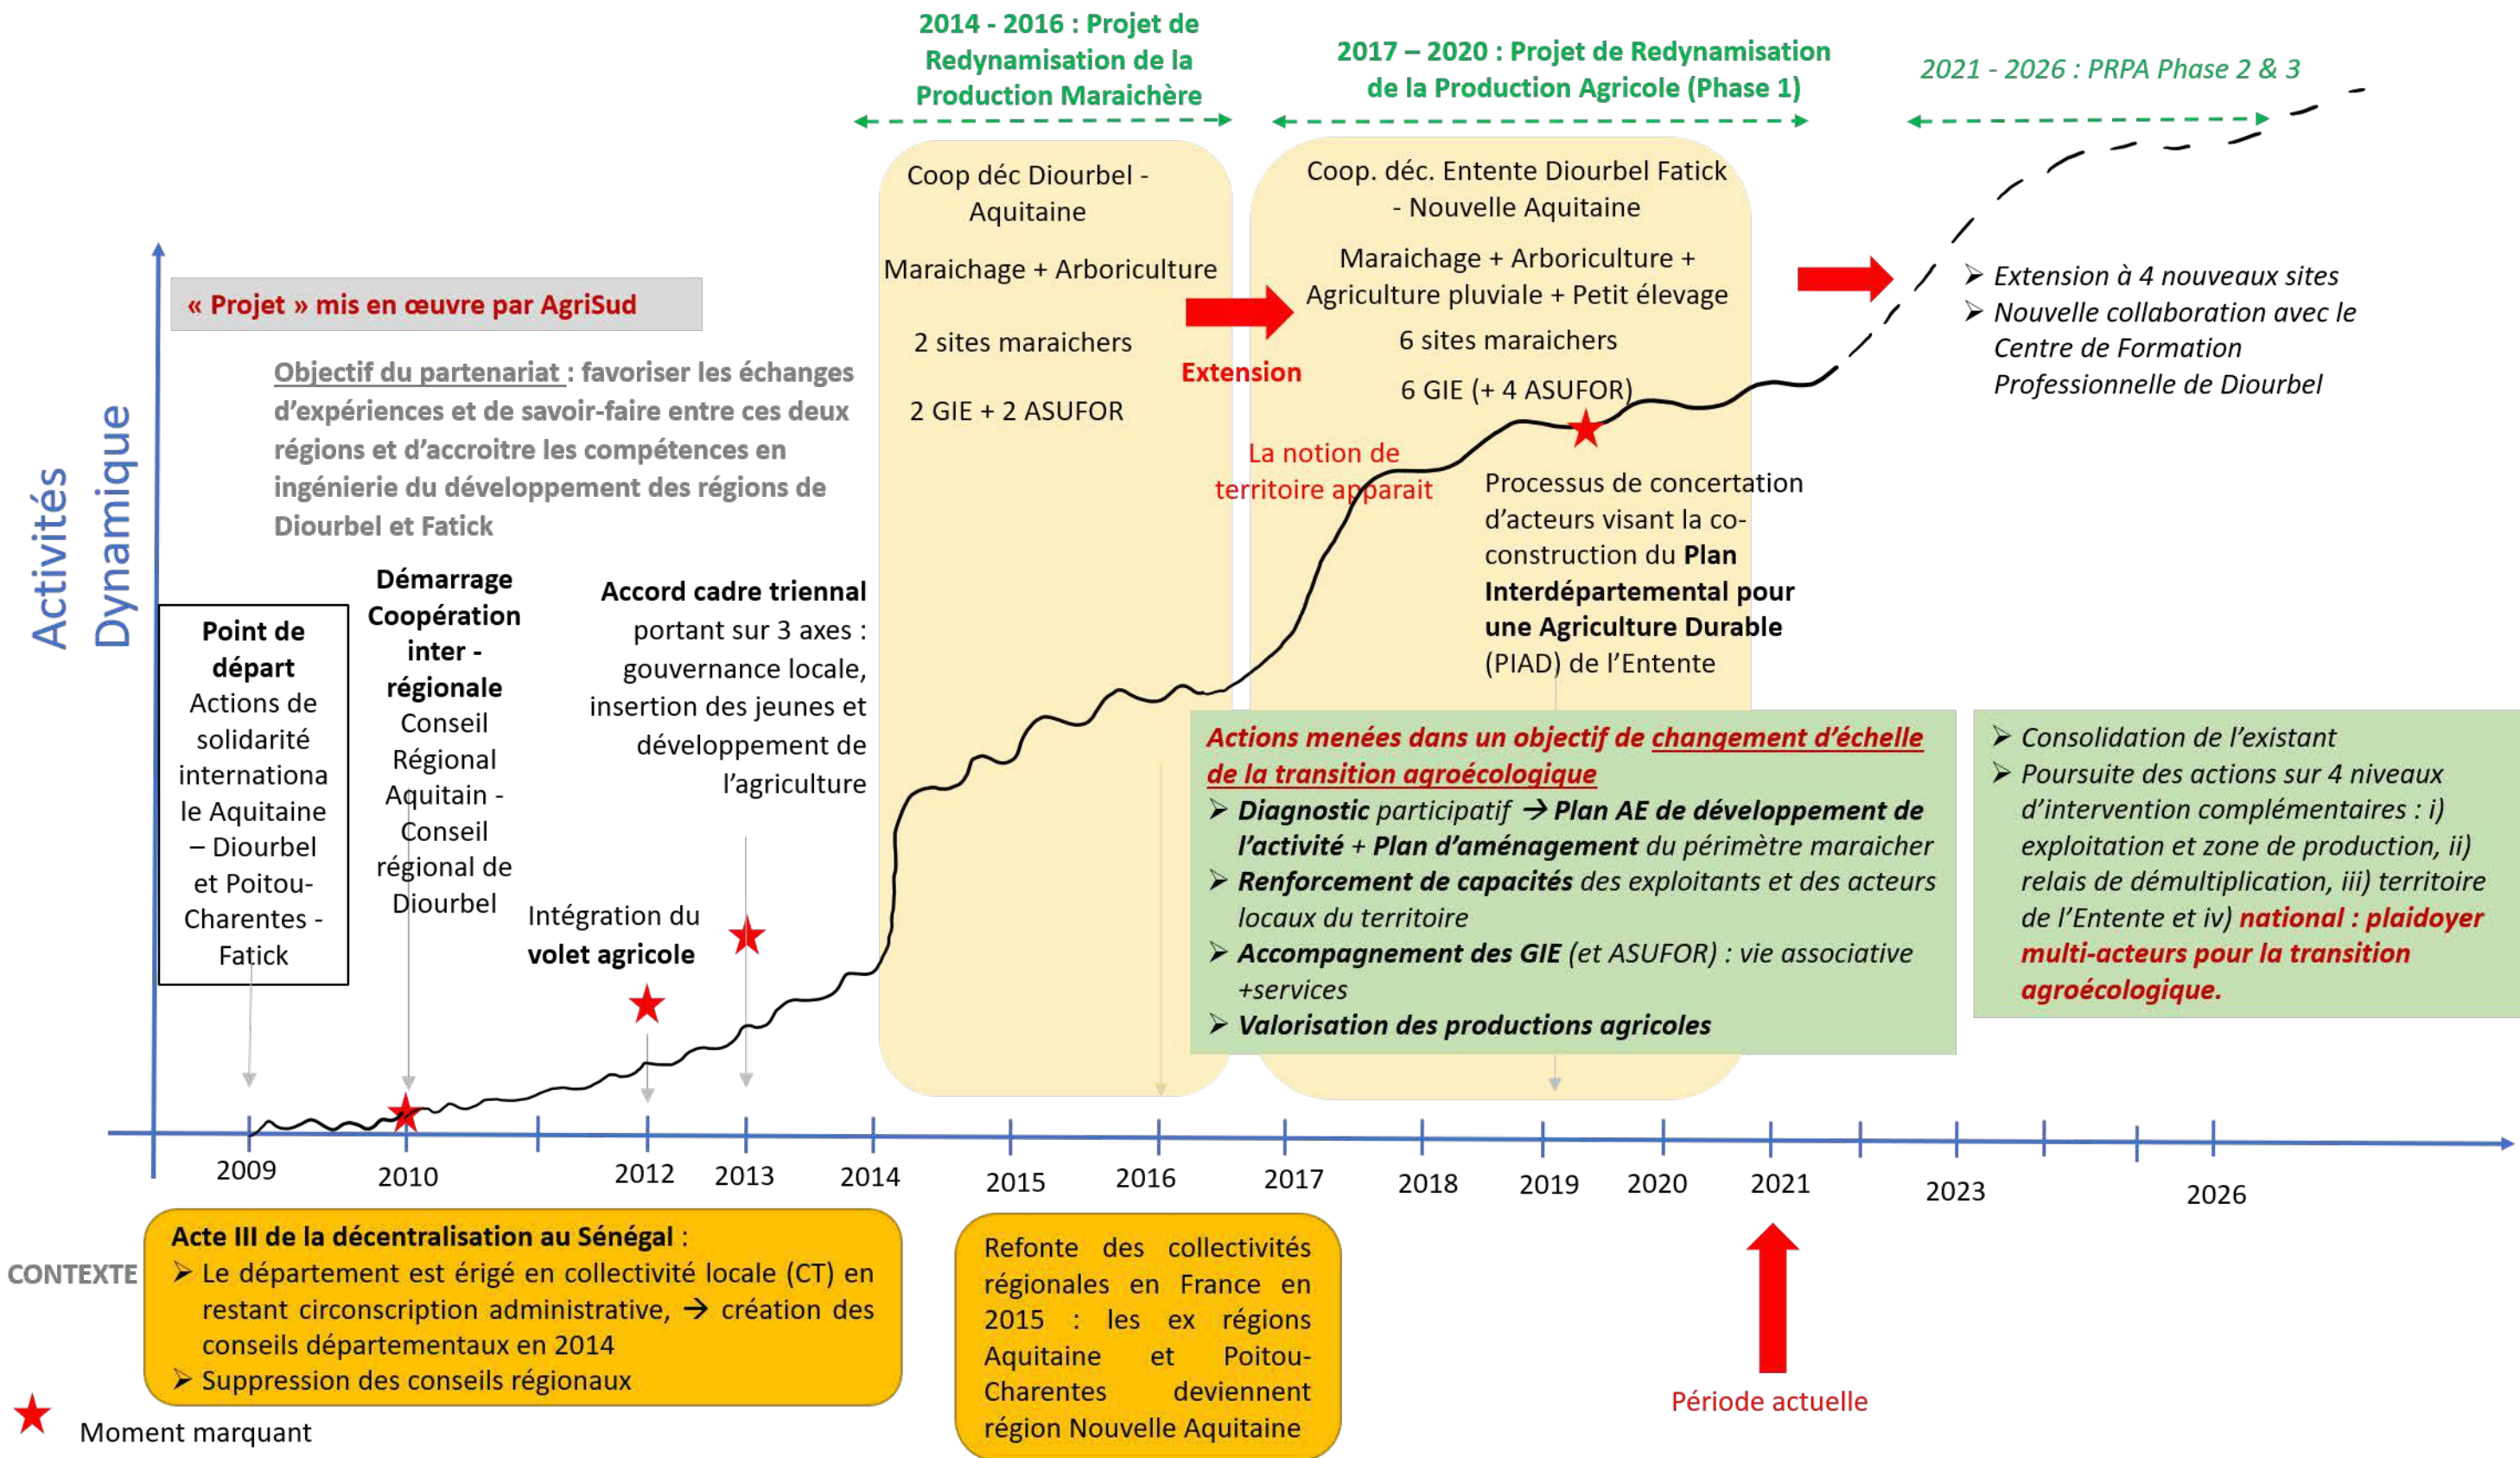 2014 - 2016 : Projet de
Redynamisation de la
Production Maraichère
2017 – 2020 : Projet de Redynamisation
de la Production Agricole (Phase 1)
2021 - 2026 : PRPA Phase 2 & 3
Activités
Dynamique
« Projet » mis en œuvre par AgriSud
Objectif du partenariat : favoriser les échanges
d’expériences et de savoir-faire entre ces deux
régions et d’accroitre les compétences en
ingénierie du développement des régions de
Diourbel et Fatick
Point de
départ
Actions de
solidarité
internationa
le Aquitaine
– Diourbel
et Poitou-
Charentes -
Fatick
Démarrage
Coopération
inter -
régionale
Conseil
Régional
Aquitain -
Conseil
régional de
Diourbel
Intégration du
volet agricole
Accord cadre triennal
portant sur 3 axes :
gouvernance locale,
insertion des jeunes et
développement de
l’agriculture
Coop déc Diourbel -
Aquitaine
Maraichage + Arboriculture
2 sites maraichers
2 GIE + 2 ASUFOR
Extension
Coop. déc. Entente Diourbel Fatick
- Nouvelle Aquitaine
Maraichage + Arboriculture +
Agriculture pluviale + Petit élevage
6 sites maraichers
6 GIE (+ 4 ASUFOR)
La notion de
territoire apparait
Processus de concertation
d’acteurs visant la co-
construction du Plan
Interdépartemental pour
une Agriculture Durable
(PIAD) de l’Entente
➢ Extension à 4 nouveaux sites
➢ Nouvelle collaboration avec le
Centre de Formation
Professionnelle de Diourbel
Actions menées dans un objectif de changement d’échelle
de la transition agroécologique
➢ Diagnostic participatif → Plan AE de développement de
l’activité + Plan d’aménagement du périmètre maraicher
➢ Renforcement de capacités des exploitants et des acteurs
locaux du territoire
➢ Accompagnement des GIE (et ASUFOR) : vie associative
+services
➢ Valorisation des productions agricoles
➢ Consolidation de l’existant
➢ Poursuite des actions sur 4 niveaux
d’intervention complémentaires : i)
exploitation et zone de production, ii)
relais de démultiplication, iii) territoire
de l’Entente et iv) national : plaidoyer
multi-acteurs pour la transition
agroécologique.
2009 2010 2012 2013 2014 2015 2016 2017 2018 2019 2020 2021 2023 2026
CONTEXTE
Acte III de la décentralisation au Sénégal :
➢ Le département est érigé en collectivité locale (CT) en
restant circonscription administrative, → création des
conseils départementaux en 2014
➢ Suppression des conseils régionaux
Refonte des collectivités
régionales en France en
2015 : les ex régions
Aquitaine et Poitou-
Charentes deviennent
région Nouvelle Aquitaine
Période actuelle
Moment marquant